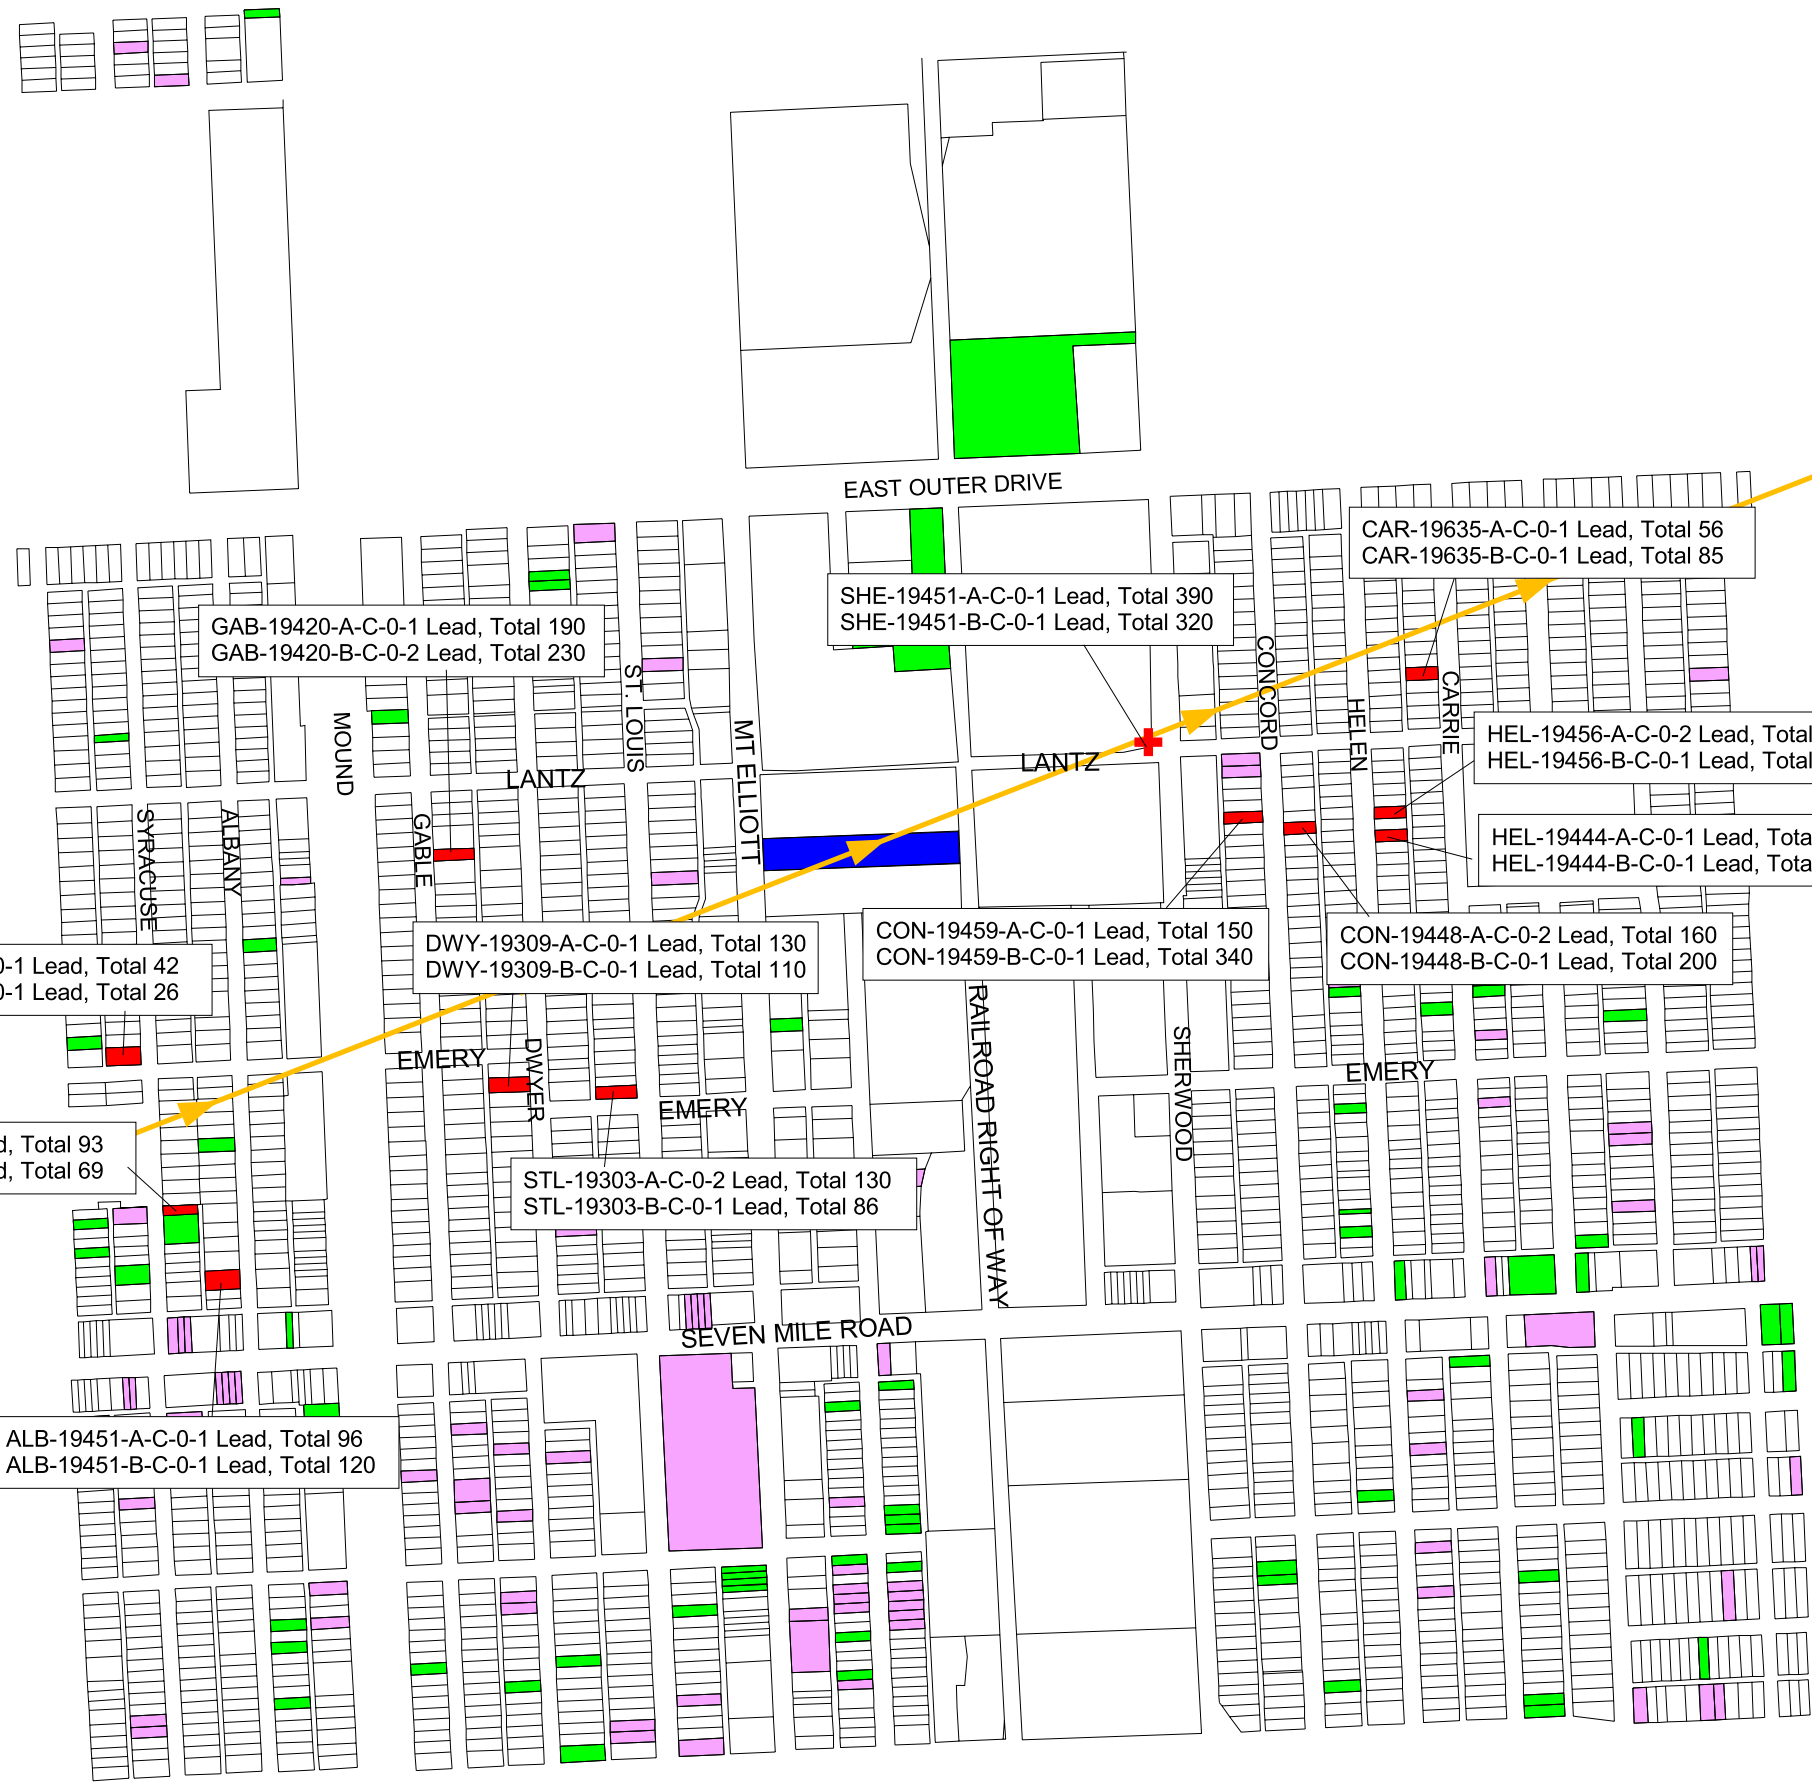 EAST OUTER DRIVE
CAR-19635-A-C-0-1 Lead, Total 56
CAR-19635-B-C-0-1 Lead, Total 85
SHE-19451-A-C-0-1 Lead, Total 390
SHE-19451-B-C-0-1 Lead, Total 320
GAB-19420-A-C-0-1 Lead, Total 190
GAB-19420-B-C-0-2 Lead, Total 230
ST. LOUIS
CONCORD
CARRIE
HELEN
MOUND
MT ELLIOTT
HEL-19456-A-C-0-2 Lead, Total
HEL-19456-B-C-0-1 Lead, Total
LANTZ
LANTZ
SYRACUSE
ALBANY
GABLE
HEL-19444-A-C-0-1 Lead, Tota
HEL-19444-B-C-0-1 Lead, Tota
DWY-19309-A-C-0-1 Lead, Total 130
DWY-19309-B-C-0-1 Lead, Total 110
CON-19459-A-C-0-1 Lead, Total 150
CON-19459-B-C-0-1 Lead, Total 340
CON-19448-A-C-0-2 Lead, Total 160
CON-19448-B-C-0-1 Lead, Total 200
0-1 Lead, Total 42
0-1 Lead, Total 26
RAILROAD RIGHT OF WAY
SHERWOOD
EMERY
DWYER
EMERY
EMERY
d, Total 93
d, Total 69
STL-19303-A-C-0-2 Lead, Total 130
STL-19303-B-C-0-1 Lead, Total 86
SEVEN MILE ROAD
ALB-19451-A-C-0-1 Lead, Total 96
ALB-19451-B-C-0-1 Lead, Total 120